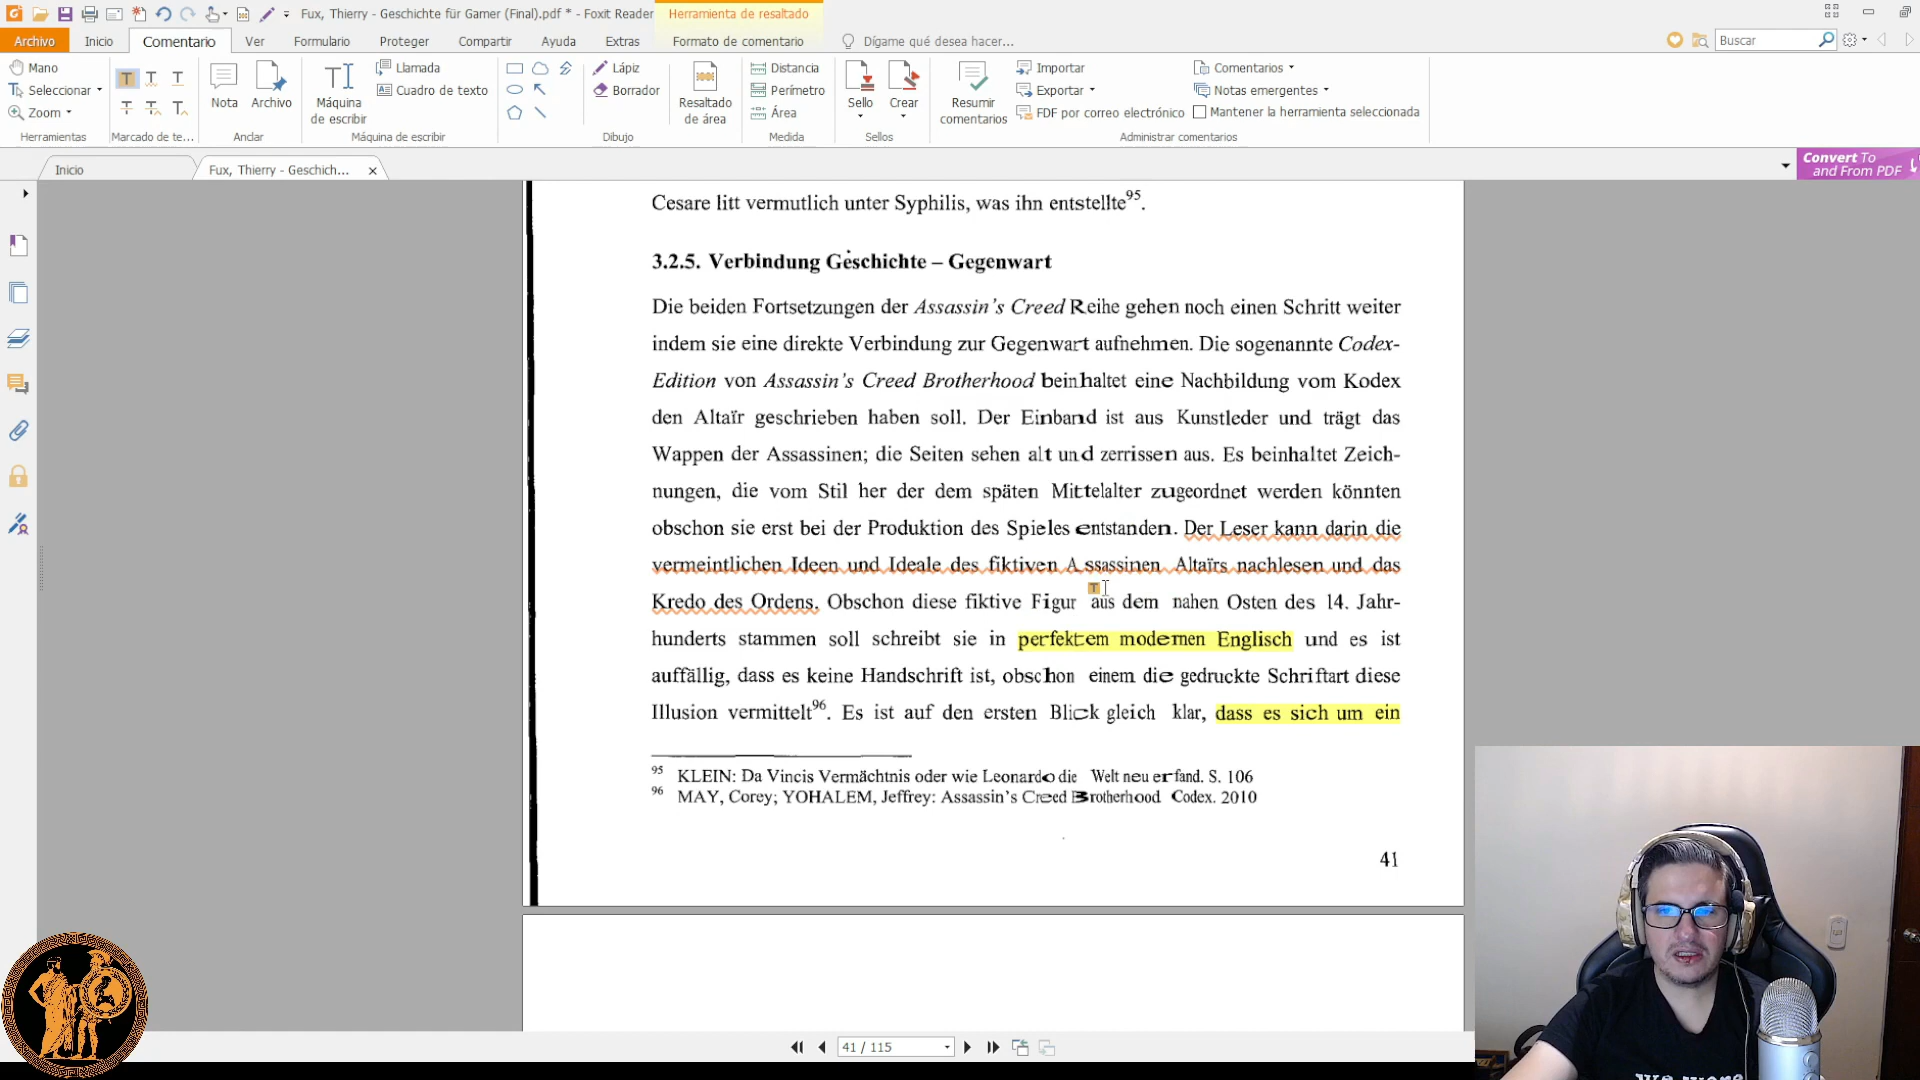 Fux, Thierry - Geschichte für Gamer (Final).pdf * - Foxit Reader
Herramienta de resaltado
Archivo
Inicio
Comentario
Ver
Formulario
Proteger
Compartir
Ayuda
Extras
Formato de comentario
Dígame qué desea hacer...
Buscar
Mano
Seleccionar
Zoom
Herramientas
Marcado de te...
Nota
Archivo
Anclar
Máquina de escribir
Llamada
Cuadro de texto
Máquina de escribir
Lápiz
Borrador
Dibujo
Resaltado de área
Distancia
Perímetro
Área
Medida
Sello
Crear
Sellos
Resumir comentarios
Importar
Exportar
FDF por correo electrónico
Comentarios
Notas emergentes
Mantener la herramienta seleccionada
Administrar comentarios
Inicio
Fux, Thierry - Geschich...
Convert To
and From PDF
Cesare litt vermutlich unter Syphilis, was ihn entstellte95.
3.2.5. Verbindung Geschichte – Gegenwart
Die beiden Fortsetzungen der Assassin's Creed Reihe gehen noch einen Schritt weiter
indem sie eine direkte Verbindung zur Gegenwart aufnehmen. Die sogenannte Codex-
Edition von Assassin's Creed Brotherhood beinhaltet eine Nachbildung vom Kodex
den Altaïr geschrieben haben soll. Der Einband ist aus Kunstleder und trägt das
Wappen der Assassinen; die Seiten sehen alt und zerrissen aus. Es beinhaltet Zeich-
nungen, die vom Stil her der dem späten Mittelalter zugeordnet werden könnten
obschon sie erst bei der Produktion des Spieles entstanden. Der Leser kann darin die
vermeintlichen Ideen und Ideale des fiktiven Assassinen Altaïrs nachlesen und das
Kredo des Ordens. Obschon diese fiktive Figur aus dem nahen Osten des 14. Jahr-
hunderts stammen soll schreibt sie in perfektem modernen Englisch und es ist
auffällig, dass es keine Handschrift ist, obschon einem die gedruckte Schriftart diese
Illusion vermittelt96. Es ist auf den ersten Blick gleich klar, dass es sich um ein
95 KLEIN: Da Vincis Vermächtnis oder wie Leonardo die Welt neu erfand. S. 106
96 MAY, Corey; YOHALEM, Jeffrey: Assassin's Creed Brotherhood Codex. 2010
41
41 / 115